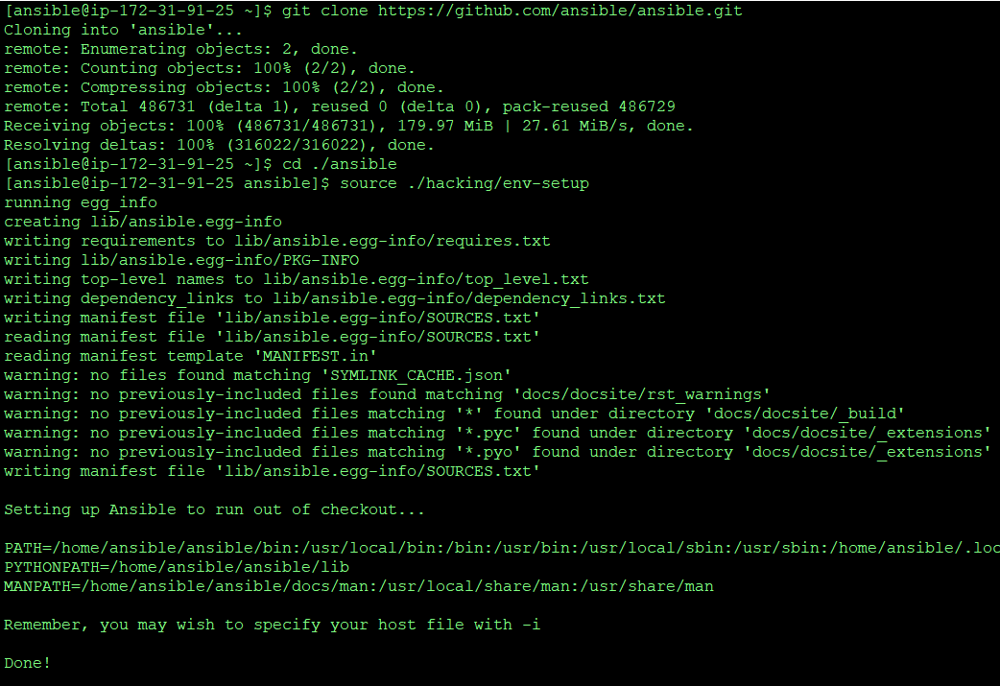 [ansible@ip-172-31-91-25 ~]$ git clone https://github.com/ansible/ansible.git
Cloning into 'ansible'...
remote: Enumerating objects: 2, done.
remote: Counting objects: 100% (2/2), done.
remote: Compressing objects: 100% (2/2), done.
remote: Total 486731 (delta 1), reused 0 (delta 0), pack-reused 486729
Receiving objects: 100% (486731/486731), 179.97 MiB | 27.61 MiB/s, done.
Resolving deltas: 100% (316022/316022), done.
[ansible@ip-172-31-91-25 ~]$ cd ./ansible
[ansible@ip-172-31-91-25 ansible]$ source ./hacking/env-setup
running egg_info
creating lib/ansible.egg-info
writing requirements to lib/ansible.egg-info/requires.txt
writing lib/ansible.egg-info/PKG-INFO
writing top-level names to lib/ansible.egg-info/top_level.txt
writing dependency_links to lib/ansible.egg-info/dependency_links.txt
writing manifest file 'lib/ansible.egg-info/SOURCES.txt'
reading manifest file 'lib/ansible.egg-info/SOURCES.txt'
reading manifest template 'MANIFEST.in'
warning: no files found matching 'SYMLINK_CACHE.json'
warning: no previously-included files found matching 'docs/docsite/rst_warnings'
warning: no previously-included files matching '*' found under directory 'docs/docsite/_build'
warning: no previously-included files matching '*.pyc' found under directory 'docs/docsite/_extensions'
warning: no previously-included files matching '*.pyo' found under directory 'docs/docsite/_extensions'
writing manifest file 'lib/ansible.egg-info/SOURCES.txt'
Setting up Ansible to run out of checkout...
PATH=/home/ansible/ansible/bin:/usr/local/bin:/bin:/usr/bin:/usr/local/sbin:/usr/sbin:/home/ansible/.loc
PYTHONPATH=/home/ansible/ansible/lib
MANPATH=/home/ansible/ansible/docs/man:/usr/local/share/man:/usr/share/man
Remember, you may wish to specify your host file with -i
Done!